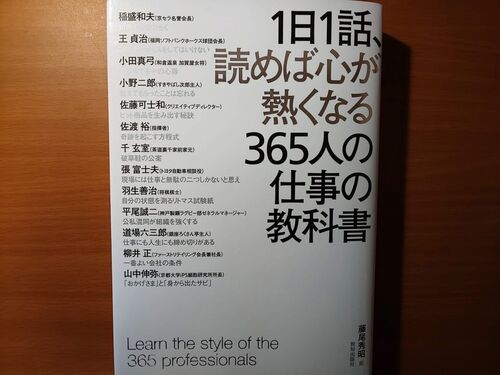 1日1話、
読めば心が
熱くなる
365人の
仕事の
教科書
稲盛和夫(京セラ名誉会長)
王 貞治(福岡ソフトバンクホークス球団会長)
小田真弓(和倉温泉 加賀屋女将)
小野二郎(すきやばし次郎主人)
佐藤可士和(クリエイティブディレクター)
ヒット商品を生み出す秘訣
佐渡 裕(指揮者)
奇跡を起こす方程式
千 玄室(茶道裏千家前家元)
破草鞋の公案
張 富士夫(トヨタ自動車相談役)
現場には仕事と無駄の二つしかないと思え
羽生善治(将棋棋士)
自分の状態を測るリトマス試験紙
平尾誠二(神戸製鋼ラグビー部ゼネラルマネージャー)
公私混同が組織を強くする
道場六三郎(銀座ろくさん亭主人)
仕事にも人生にも締め切りがある
柳井 正(ファーストリテイリング会長兼社長)
一番よい会社の条件
山中伸弥(京都大学iPS細胞研究所所長)
「おかげさま」と「身から出たサビ」
Learn the style of the
365 professionals
藤尾秀昭 監
致知出版社